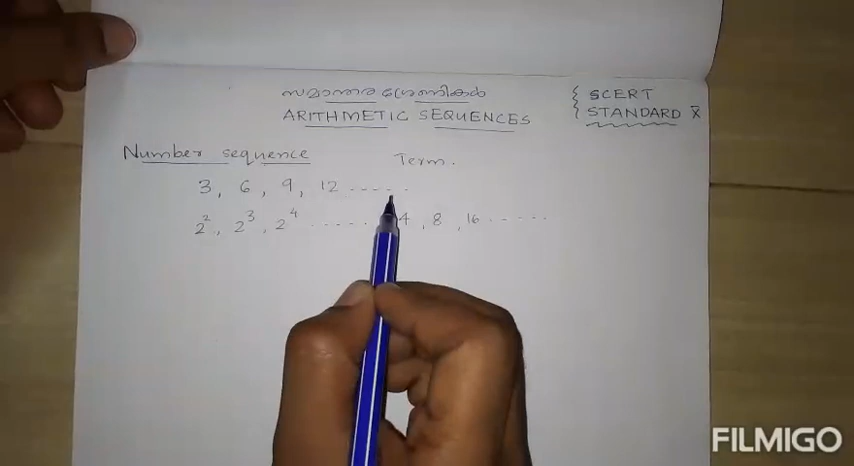 സമാന്തര ശ്രേണികൾ
ARITHMETIC SEQUENCES
SCERT
STANDARD X
Number sequence
Term.
3, 6, 9, 12 ......
2², 2³, 2⁴ ...... 4, 8, 16 ......
FILMIGO